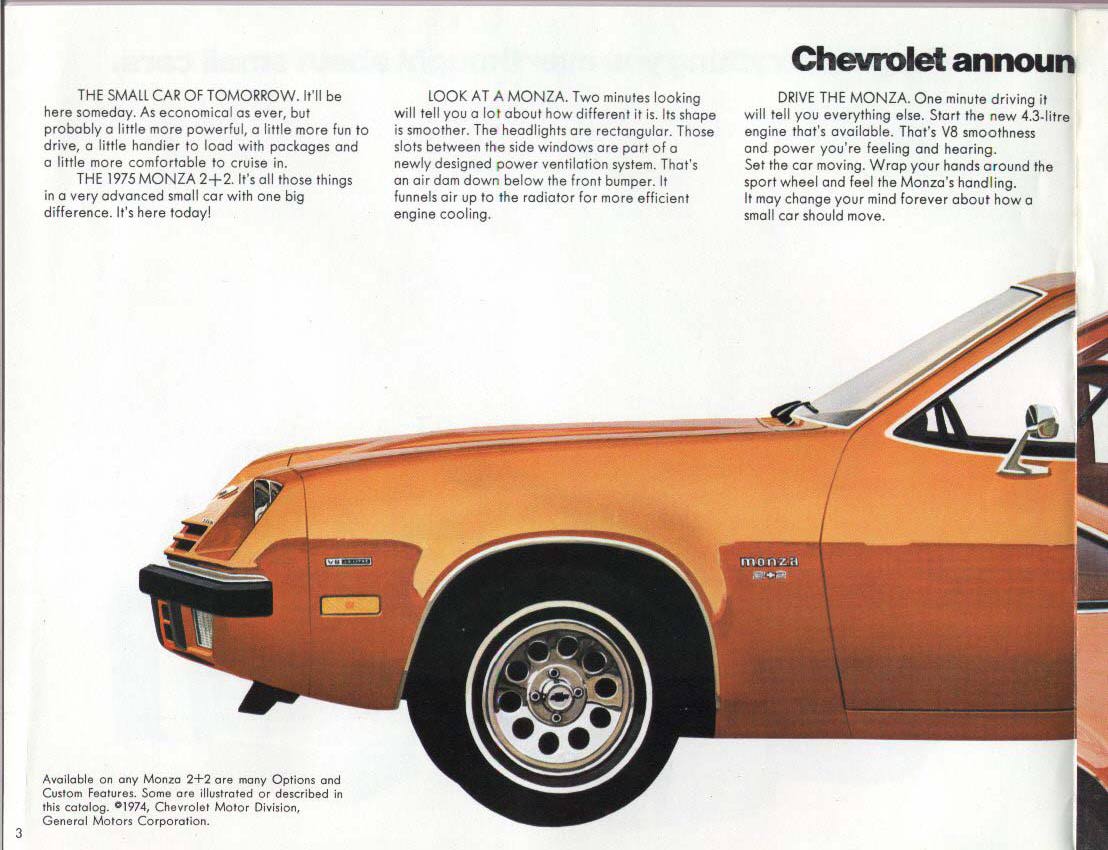 Chevrolet announ
THE SMALL CAR OF TOMORROW. It'll be
here someday. As economical as ever, but
probably a little more powerful, a little more fun to
drive, a little handier to load with packages and
a little more comfortable to cruise in.
THE 1975 MONZA 2+2. It's all those things
in a very advanced small car with one big
difference. It's here today!
LOOK AT A MONZA. Two minutes looking
will tell you a lot about how different it is. Its shape
is smoother. The headlights are rectangular. Those
slots between the side windows are part of a
newly designed power ventilation system. That's
an air dam down below the front bumper. It
funnels air up to the radiator for more efficient
engine cooling.
DRIVE THE MONZA. One minute driving it
will tell you everything else. Start the new 4.3-litre
engine that's available. That's V8 smoothness
and power you're feeling and hearing.
Set the car moving. Wrap your hands around the
sport wheel and feel the Monza's handling.
It may change your mind forever about how a
small car should move.
V8
monza
2+2
Available on any Monza 2+2 are many Options and
Custom Features. Some are illustrated or described in
this catalog. ©1974, Chevrolet Motor Division,
General Motors Corporation.
3